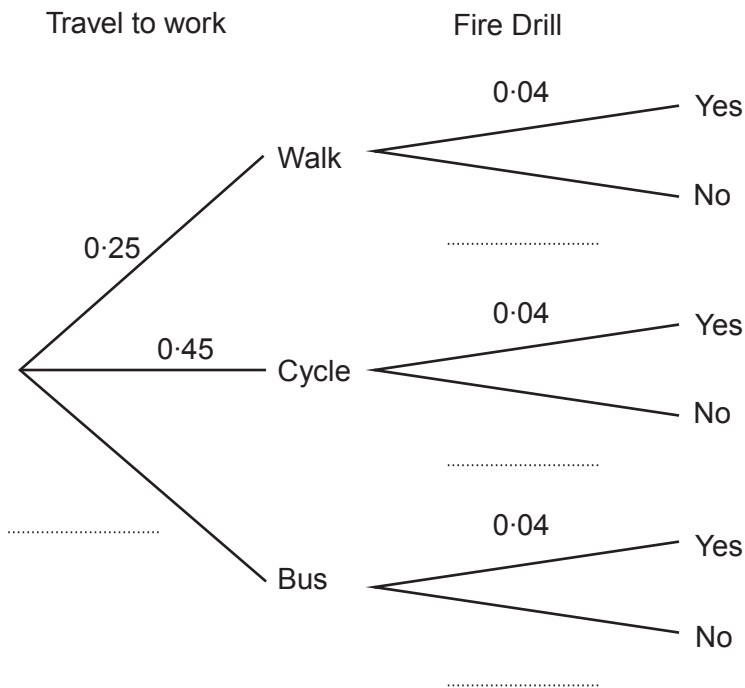 Travel to work
Fire Drill
0·04
Yes
Walk
No
0·25
..............................
0·04
Yes
0·45
Cycle
No
..............................
0·04
Yes
..............................
Bus
No
..............................